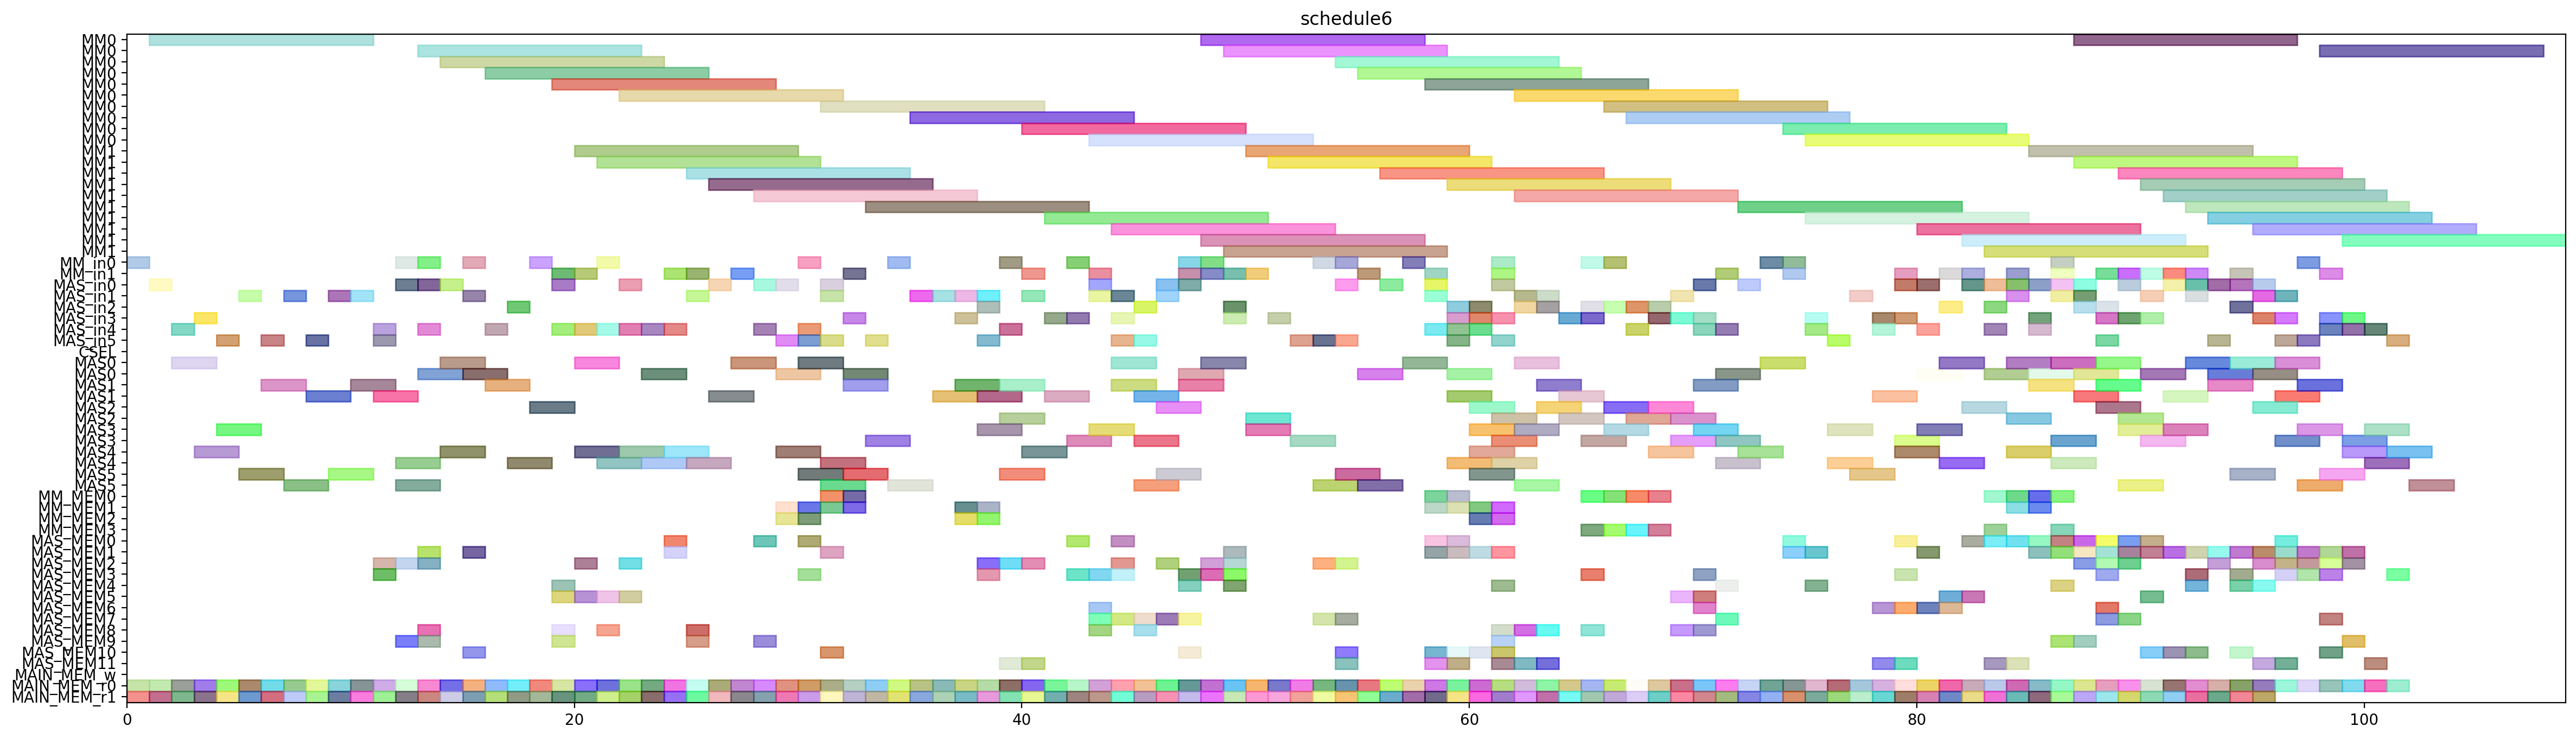 schedule6
MM0
MM0
MM0
MM0
MM0
MM0
MM0
MM0
MM0
MM0
MM1
MM1
MM1
MM1
MM1
MM1
MM1
MM1
MM1
MM1
MM_in0
MM_in1
MAS_in0
MAS_in1
MAS_in2
MAS_in3
MAS_in4
MAS_in5
CSEL
MAS0
MAS0
MAS1
MAS1
MAS2
MAS2
MAS3
MAS3
MAS4
MAS4
MAS5
MAS5
MM_MEM0
MM_MEM1
MM_MEM2
MM_MEM3
MAS_MEM0
MAS_MEM1
MAS_MEM2
MAS_MEM3
MAS_MEM4
MAS_MEM5
MAS_MEM6
MAS_MEM7
MAS_MEM8
MAS_MEM9
MAS_MEM10
MAS_MEM11
MAIN_MEM_w
MAIN_MEM_r0
MAIN_MEM_r1
0 20 40 60 80 100